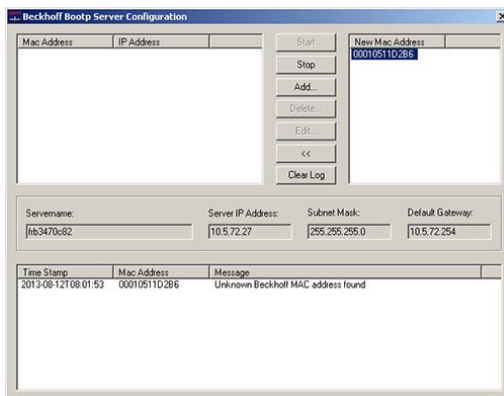 Beckhoff Bootp Server Configuration
Mac Address IP Address
Start
Stop
Add...
Delete...
Edit...
<<
Clear Log
New Mac Address
00010511D2B6
Servername: Server IP Address: Subnet Mask: Default Gateway:
frb3470c82 10.5.72.27 255.255.255.0 10.5.72.254
Time Stamp Mac Address Message
2013-08-12T08:01:53 00010511D2B6 Unknown Beckhoff MAC address found